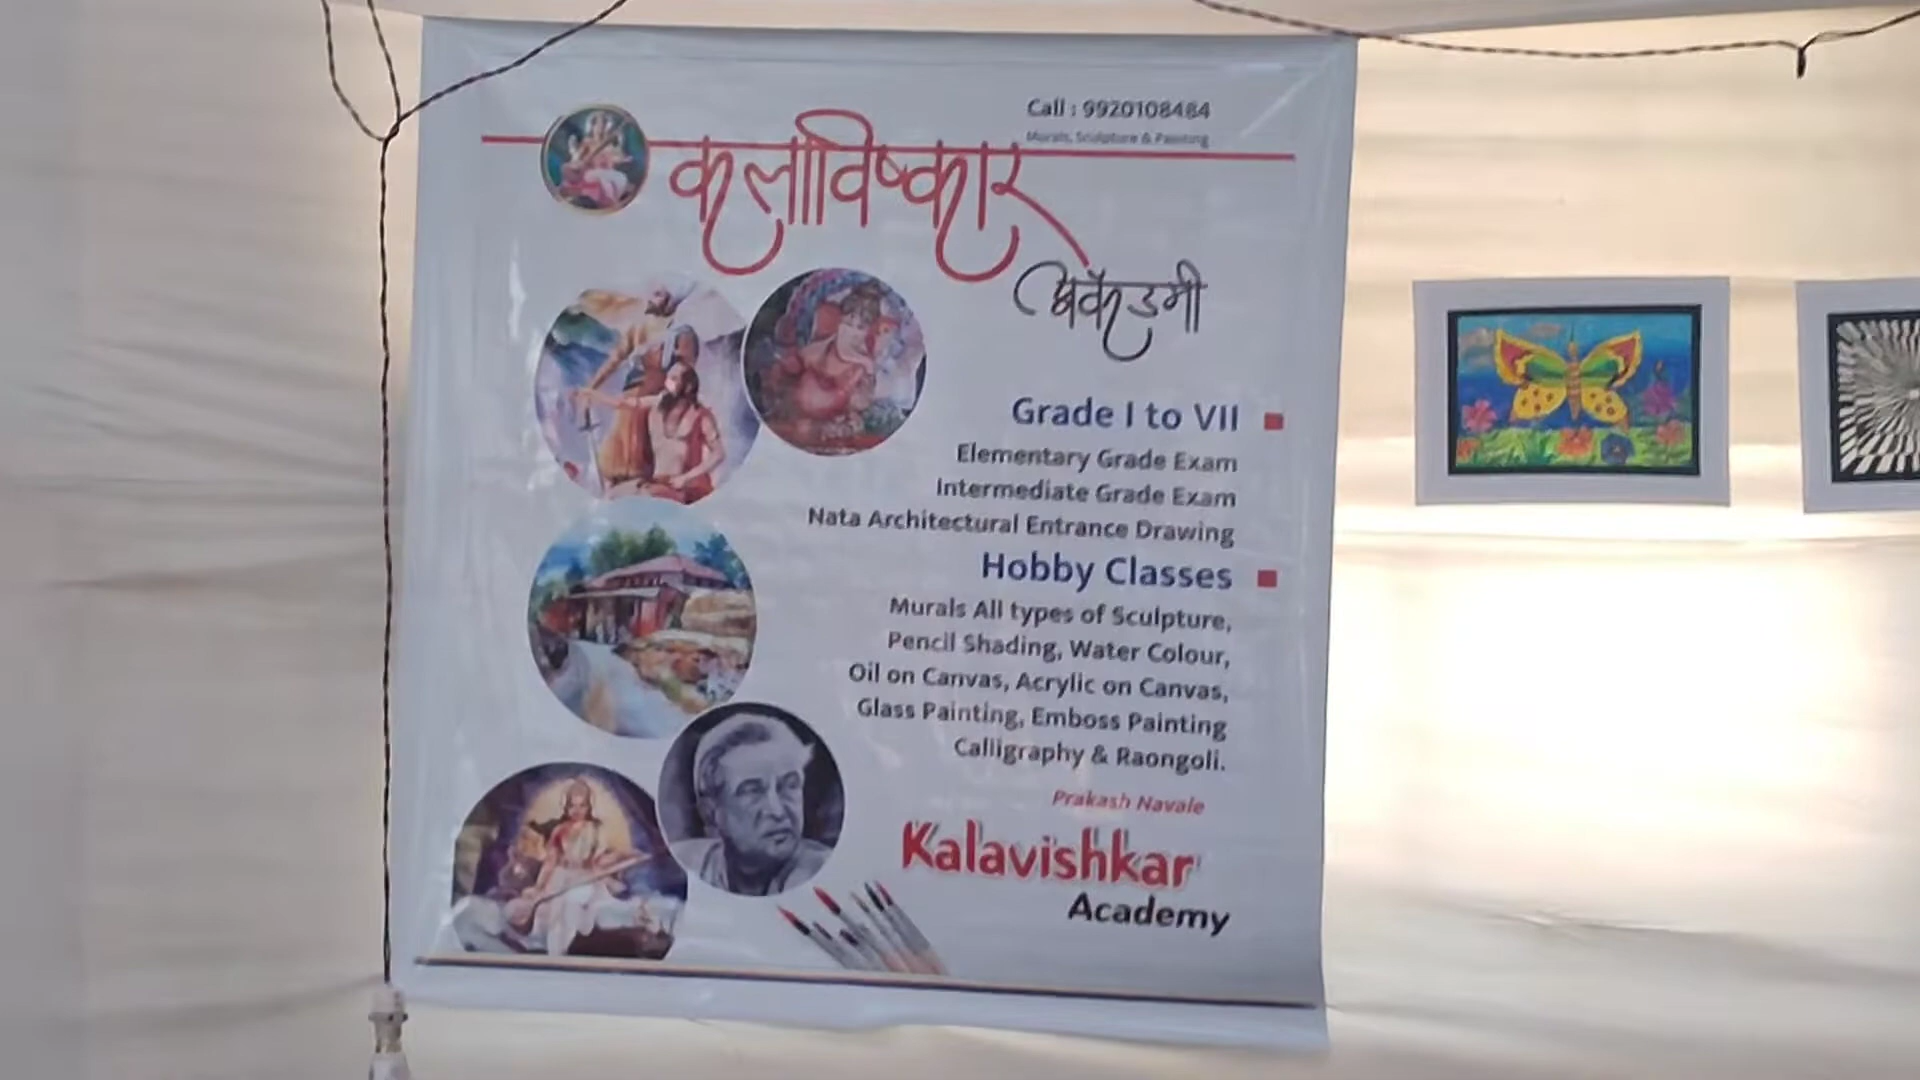 Call : 9920108484
Murals, Sculpture & Painting
कलाविष्कार
अॅकॅडमी
Grade I to VII
Elementary Grade Exam
Intermediate Grade Exam
Nata Architectural Entrance Drawing
Hobby Classes
Murals All types of Sculpture,
Pencil Shading, Water Colour,
Oil on Canvas, Acrylic on Canvas,
Glass Painting, Emboss Painting
Calligraphy & Raongoli.
Prakash Navale
Kalavishkar
Academy